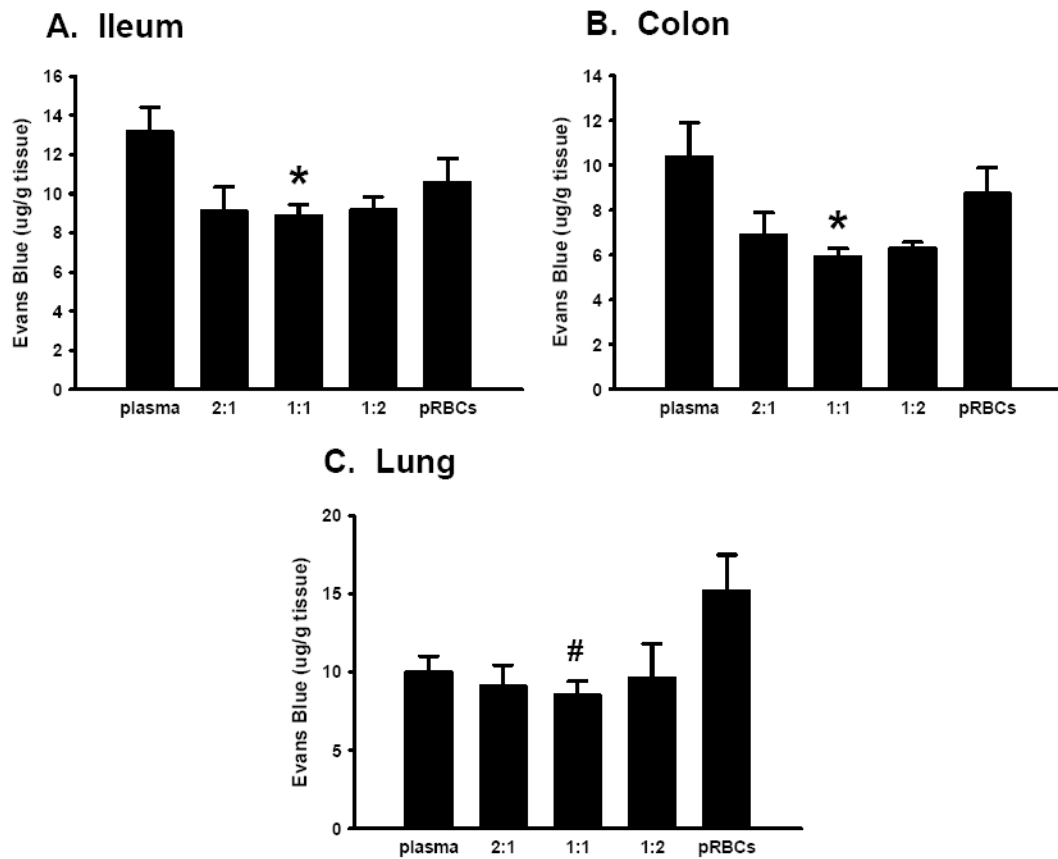 A. Ileum
Evans Blue (ug/g tissue)
16
14
12
10
8
6
4
2
0
*
plasma 2:1 1:1 1:2 pRBCs
B. Colon
Evans Blue (ug/g tissue)
14
12
10
8
6
4
2
0
*
plasma 2:1 1:1 1:2 pRBCs
C. Lung
Evans Blue (ug/g tissue)
20
15
10
5
0
#
plasma 2:1 1:1 1:2 pRBCs